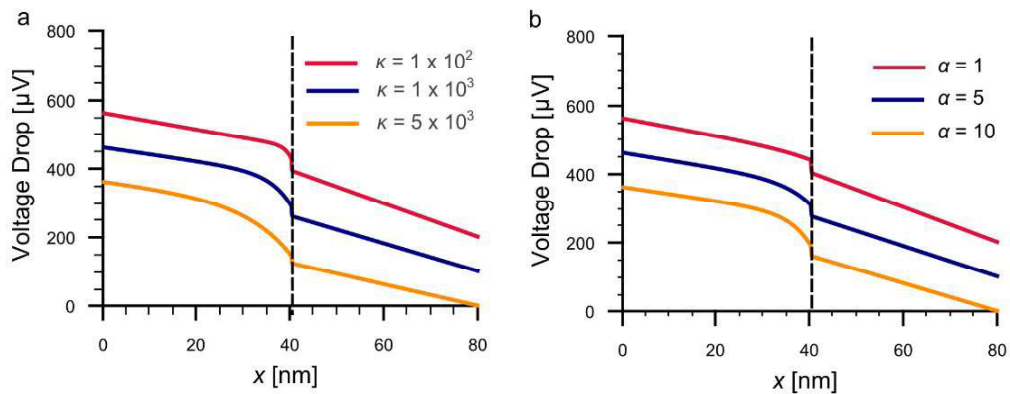 a
800
600
400
200
0
Voltage Drop [µV]
κ = 1 x 10²
κ = 1 x 10³
κ = 5 x 10³
0 20 40 60 80
x [nm]
b
800
600
400
200
0
Voltage Drop [µV]
α = 1
α = 5
α = 10
0 20 40 60 80
x [nm]